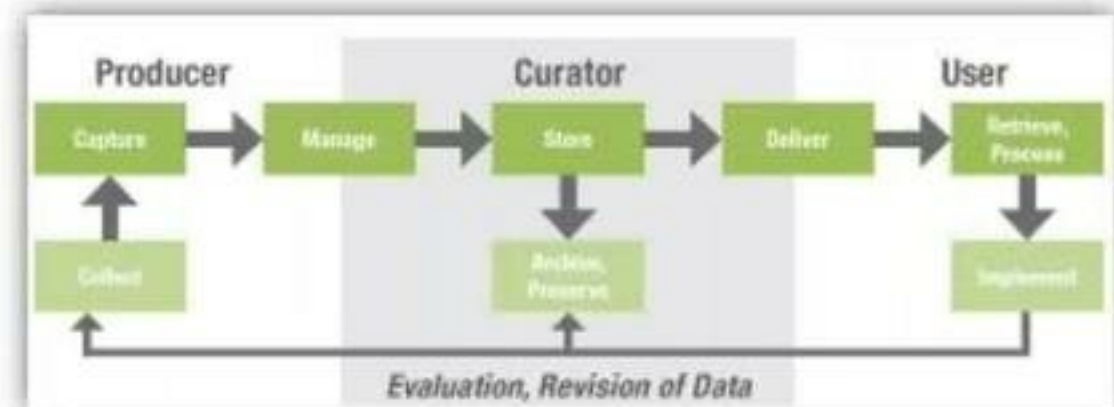 Producer
Curator
User
Capture
Manage
Store
Deliver
Retrieve,
Process
Collect
Archive,
Preserve
Implement
Evaluation, Revision of Data